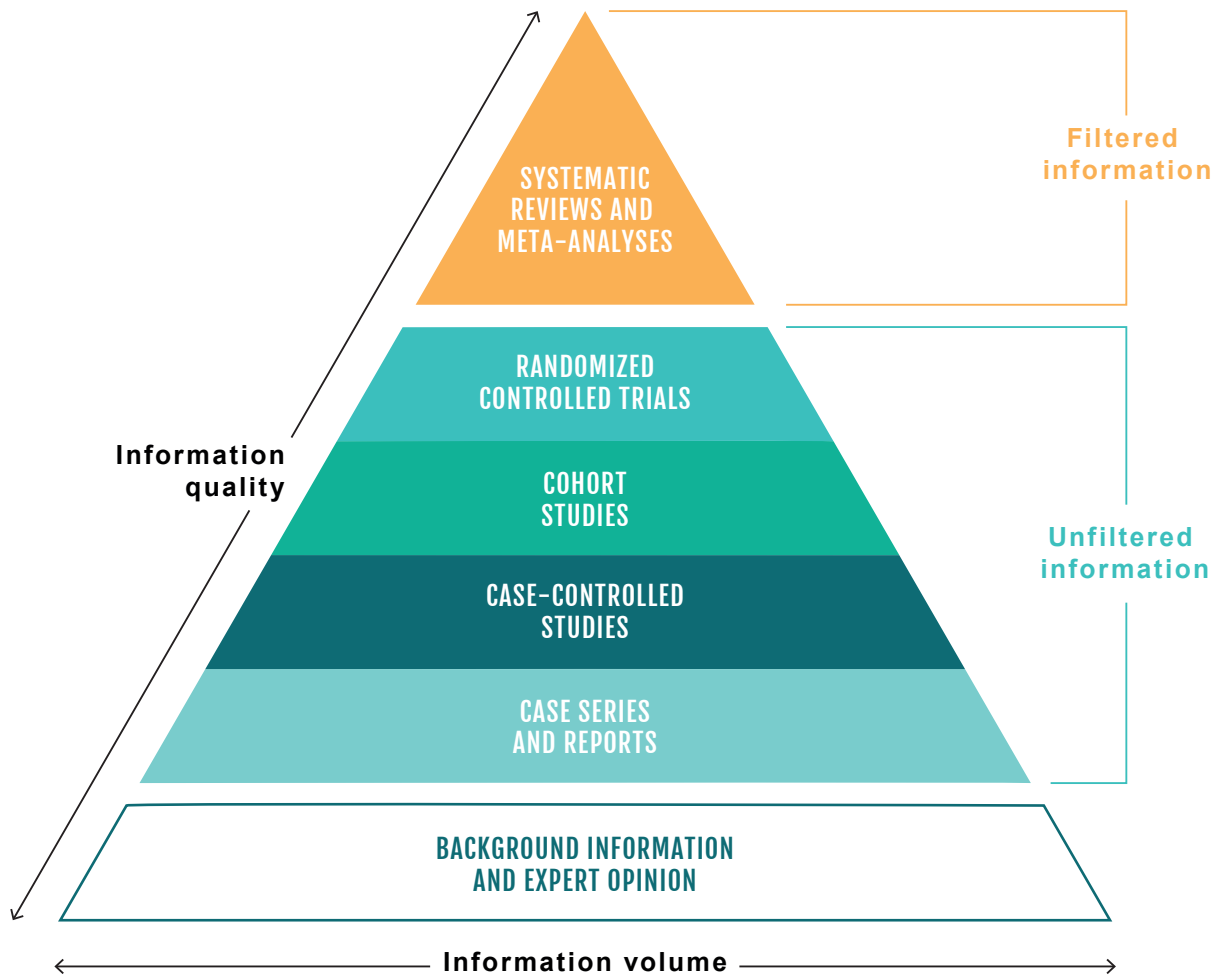 Filtered
information
SYSTEMATIC
REVIEWS AND
META-ANALYSES
RANDOMIZED
CONTROLLED TRIALS
Information
quality
COHORT
STUDIES
Unfiltered
information
CASE-CONTROLLED
STUDIES
CASE SERIES
AND REPORTS
BACKGROUND INFORMATION
AND EXPERT OPINION
Information volume